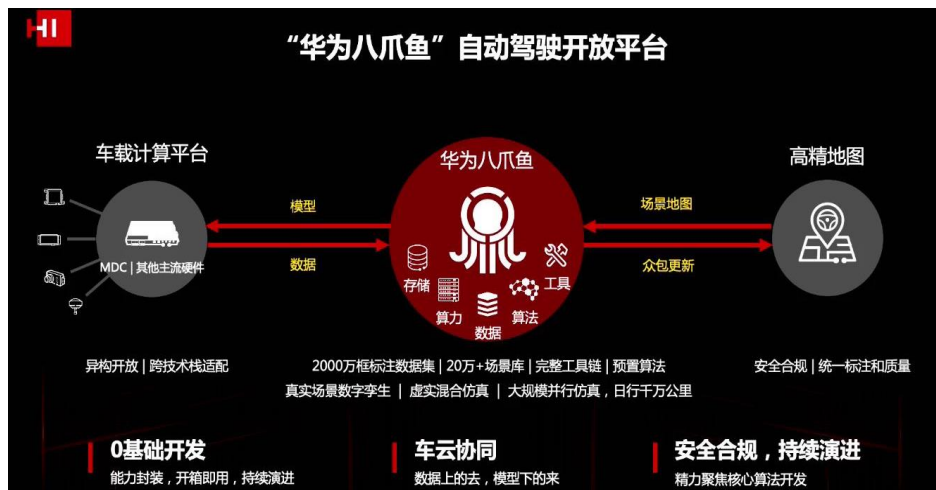 HI
“华为八爪鱼”自动驾驶开放平台
车载计算平台
MDC | 其他主流硬件
异构开放 | 跨技术栈适配
模型
数据
华为八爪鱼
存储
算力
数据
算法
工具
2000万框标注数据集 | 20万+场景库 | 完整工具链 | 预置算法
真实场景数字孪生 | 虚实混合仿真 | 大规模并行仿真，日行千万公里
场景地图
众包更新
高精地图
安全合规 | 统一标注和质量
0基础开发
能力封装，开箱即用，持续演进
车云协同
数据上的去，模型下的来
安全合规，持续演进
精力聚焦核心算法开发